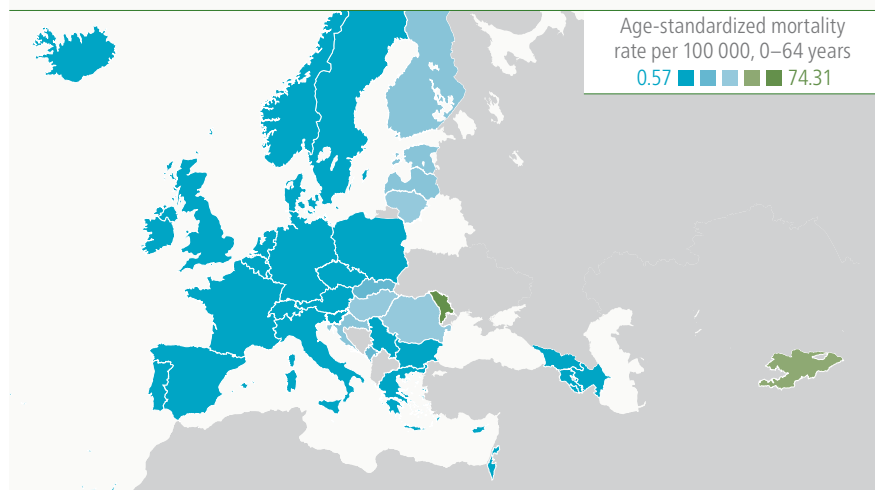 Age-standardized mortality
rate per 100 000, 0–64 years
0.57 74.31